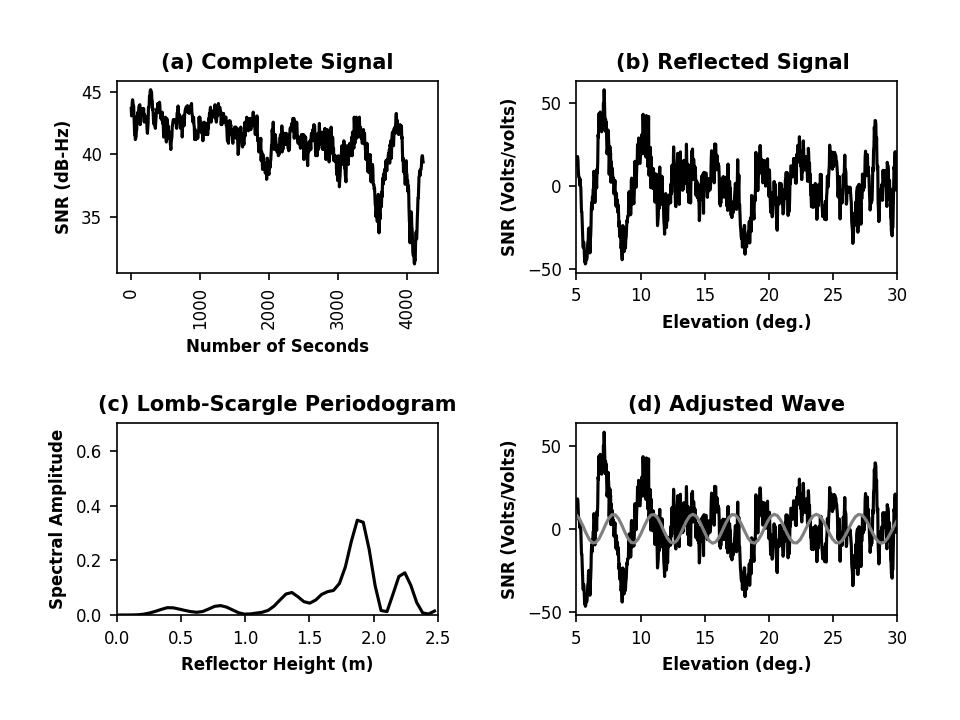 (a) Complete Signal
SNR (dB-Hz)
45
40
35
0
1000
2000
3000
4000
Number of Seconds
(b) Reflected Signal
SNR (Volts/volts)
50
0
−50
5 10 15 20 25 30
Elevation (deg.)
(c) Lomb-Scargle Periodogram
Spectral Amplitude
0.6
0.4
0.2
0.0
0.0 0.5 1.0 1.5 2.0 2.5
Reflector Height (m)
(d) Adjusted Wave
SNR (Volts/Volts)
50
0
−50
5 10 15 20 25 30
Elevation (deg.)